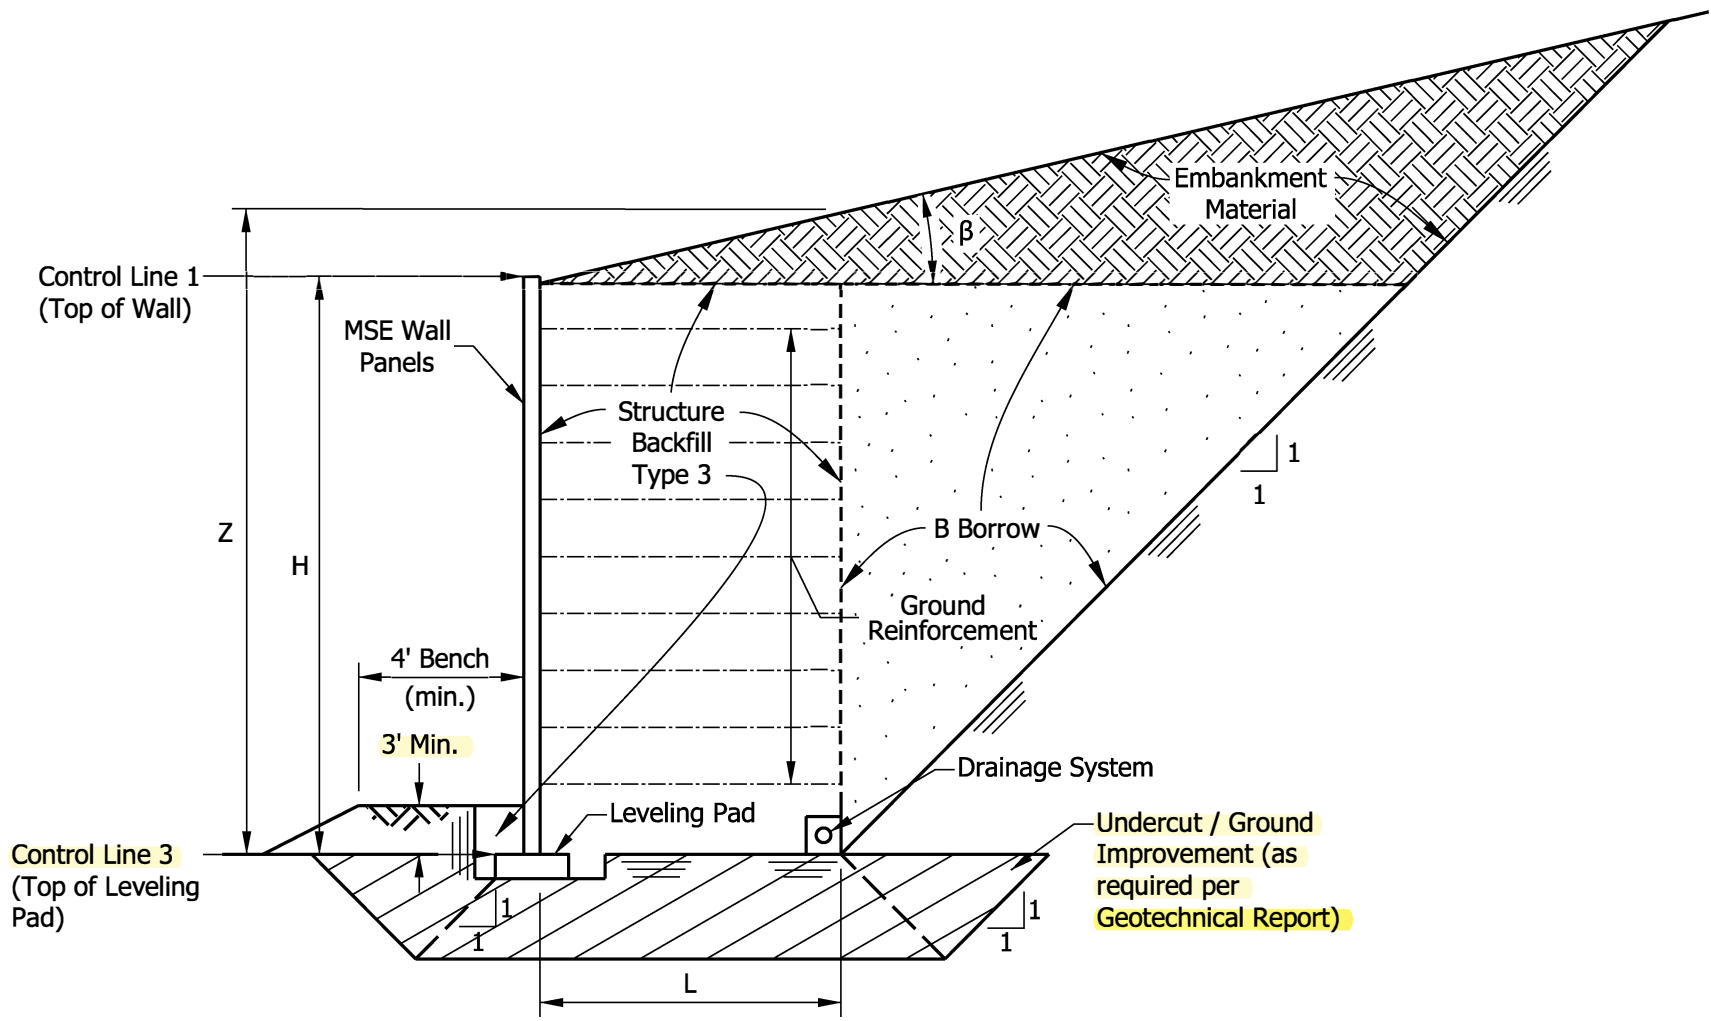 Embankment
Material
β
Control Line 1
(Top of Wall)
MSE Wall
Panels
Structure
Backfill
Type 3
1
1
Z
B Borrow
H
Ground
Reinforcement
4' Bench
(min.)
3' Min.
Drainage System
Leveling Pad
Control Line 3
(Top of Leveling
Pad)
Undercut / Ground
Improvement (as
required per
Geotechnical Report)
1
1
1
1
L